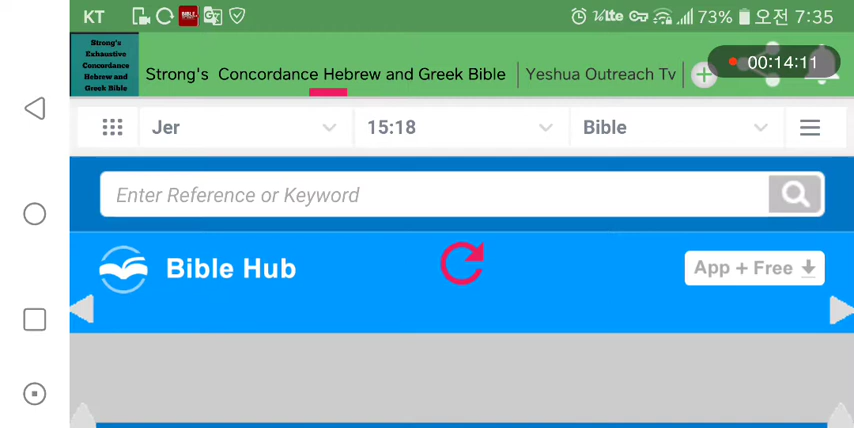 KT 73% 오전 7:35
Strong's
Exhaustive
Concordance
Hebrew and
Greek Bible
Strong's Concordance Hebrew and Greek Bible Yeshua Outreach Tv
00:14:11
Jer 15:18 Bible
Enter Reference or Keyword
Bible Hub App + Free